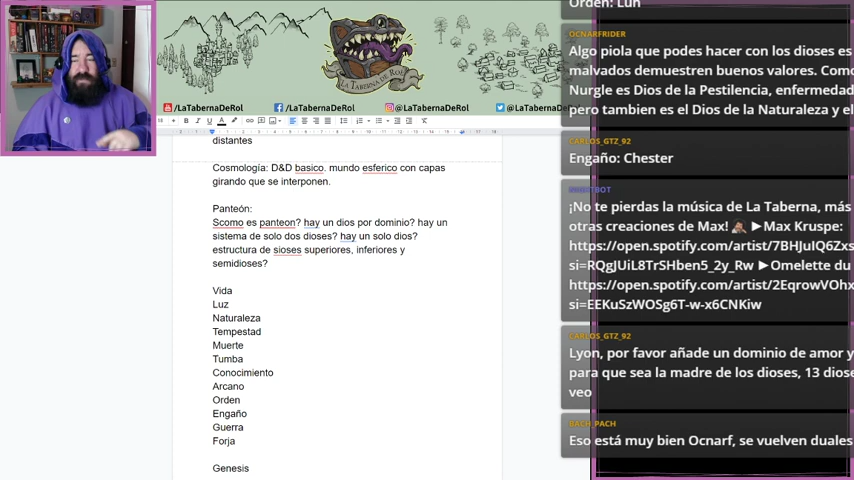 LA TABERNA DE ROL
/LaTabernaDeRol
/LaTabernaDeRol
@LaTabernaDeRol
@LaTabernaDeRol
distantes
Cosmología: D&D basico. mundo esferico con capas
girando que se interponen.
Panteón:
Scomo es panteon? hay un dios por dominio? hay un
sistema de solo dos dioses? hay un solo dios?
estructura de sioses superiores, inferiores y
semidioses?
Vida
Luz
Naturaleza
Tempestad
Muerte
Tumba
Conocimiento
Arcano
Orden
Engaño
Guerra
Forja
Genesis
Orden: Lun
OCNARFRIDER
Algo piola que podes hacer con los dioses es
malvados demuestren buenos valores. Como
Nurgle es Dios de la Pestilencia, enfermedad
pero tambien es el Dios de la Naturaleza y el
CARLOS_GTZ_92
Engaño: Chester
¡No te pierdas la música de La Taberna, más
otras creaciones de Max! ►Max Kruspe:
https://open.spotify.com/artist/7BHJuIQ6Zxs
si=RQgJUiL8TrSHben5_2y_Rw ►Omelette du
https://open.spotify.com/artist/2EqrowVOhx
si=EEKuSzWOSg6T-w-x6CNKiw
CARLOS_GTZ_92
Lyon, por favor añade un dominio de amor y
para que sea la madre de los dioses, 13 diose
veo
BACH_PACH
Eso está muy bien Ocnarf, se vuelven duales